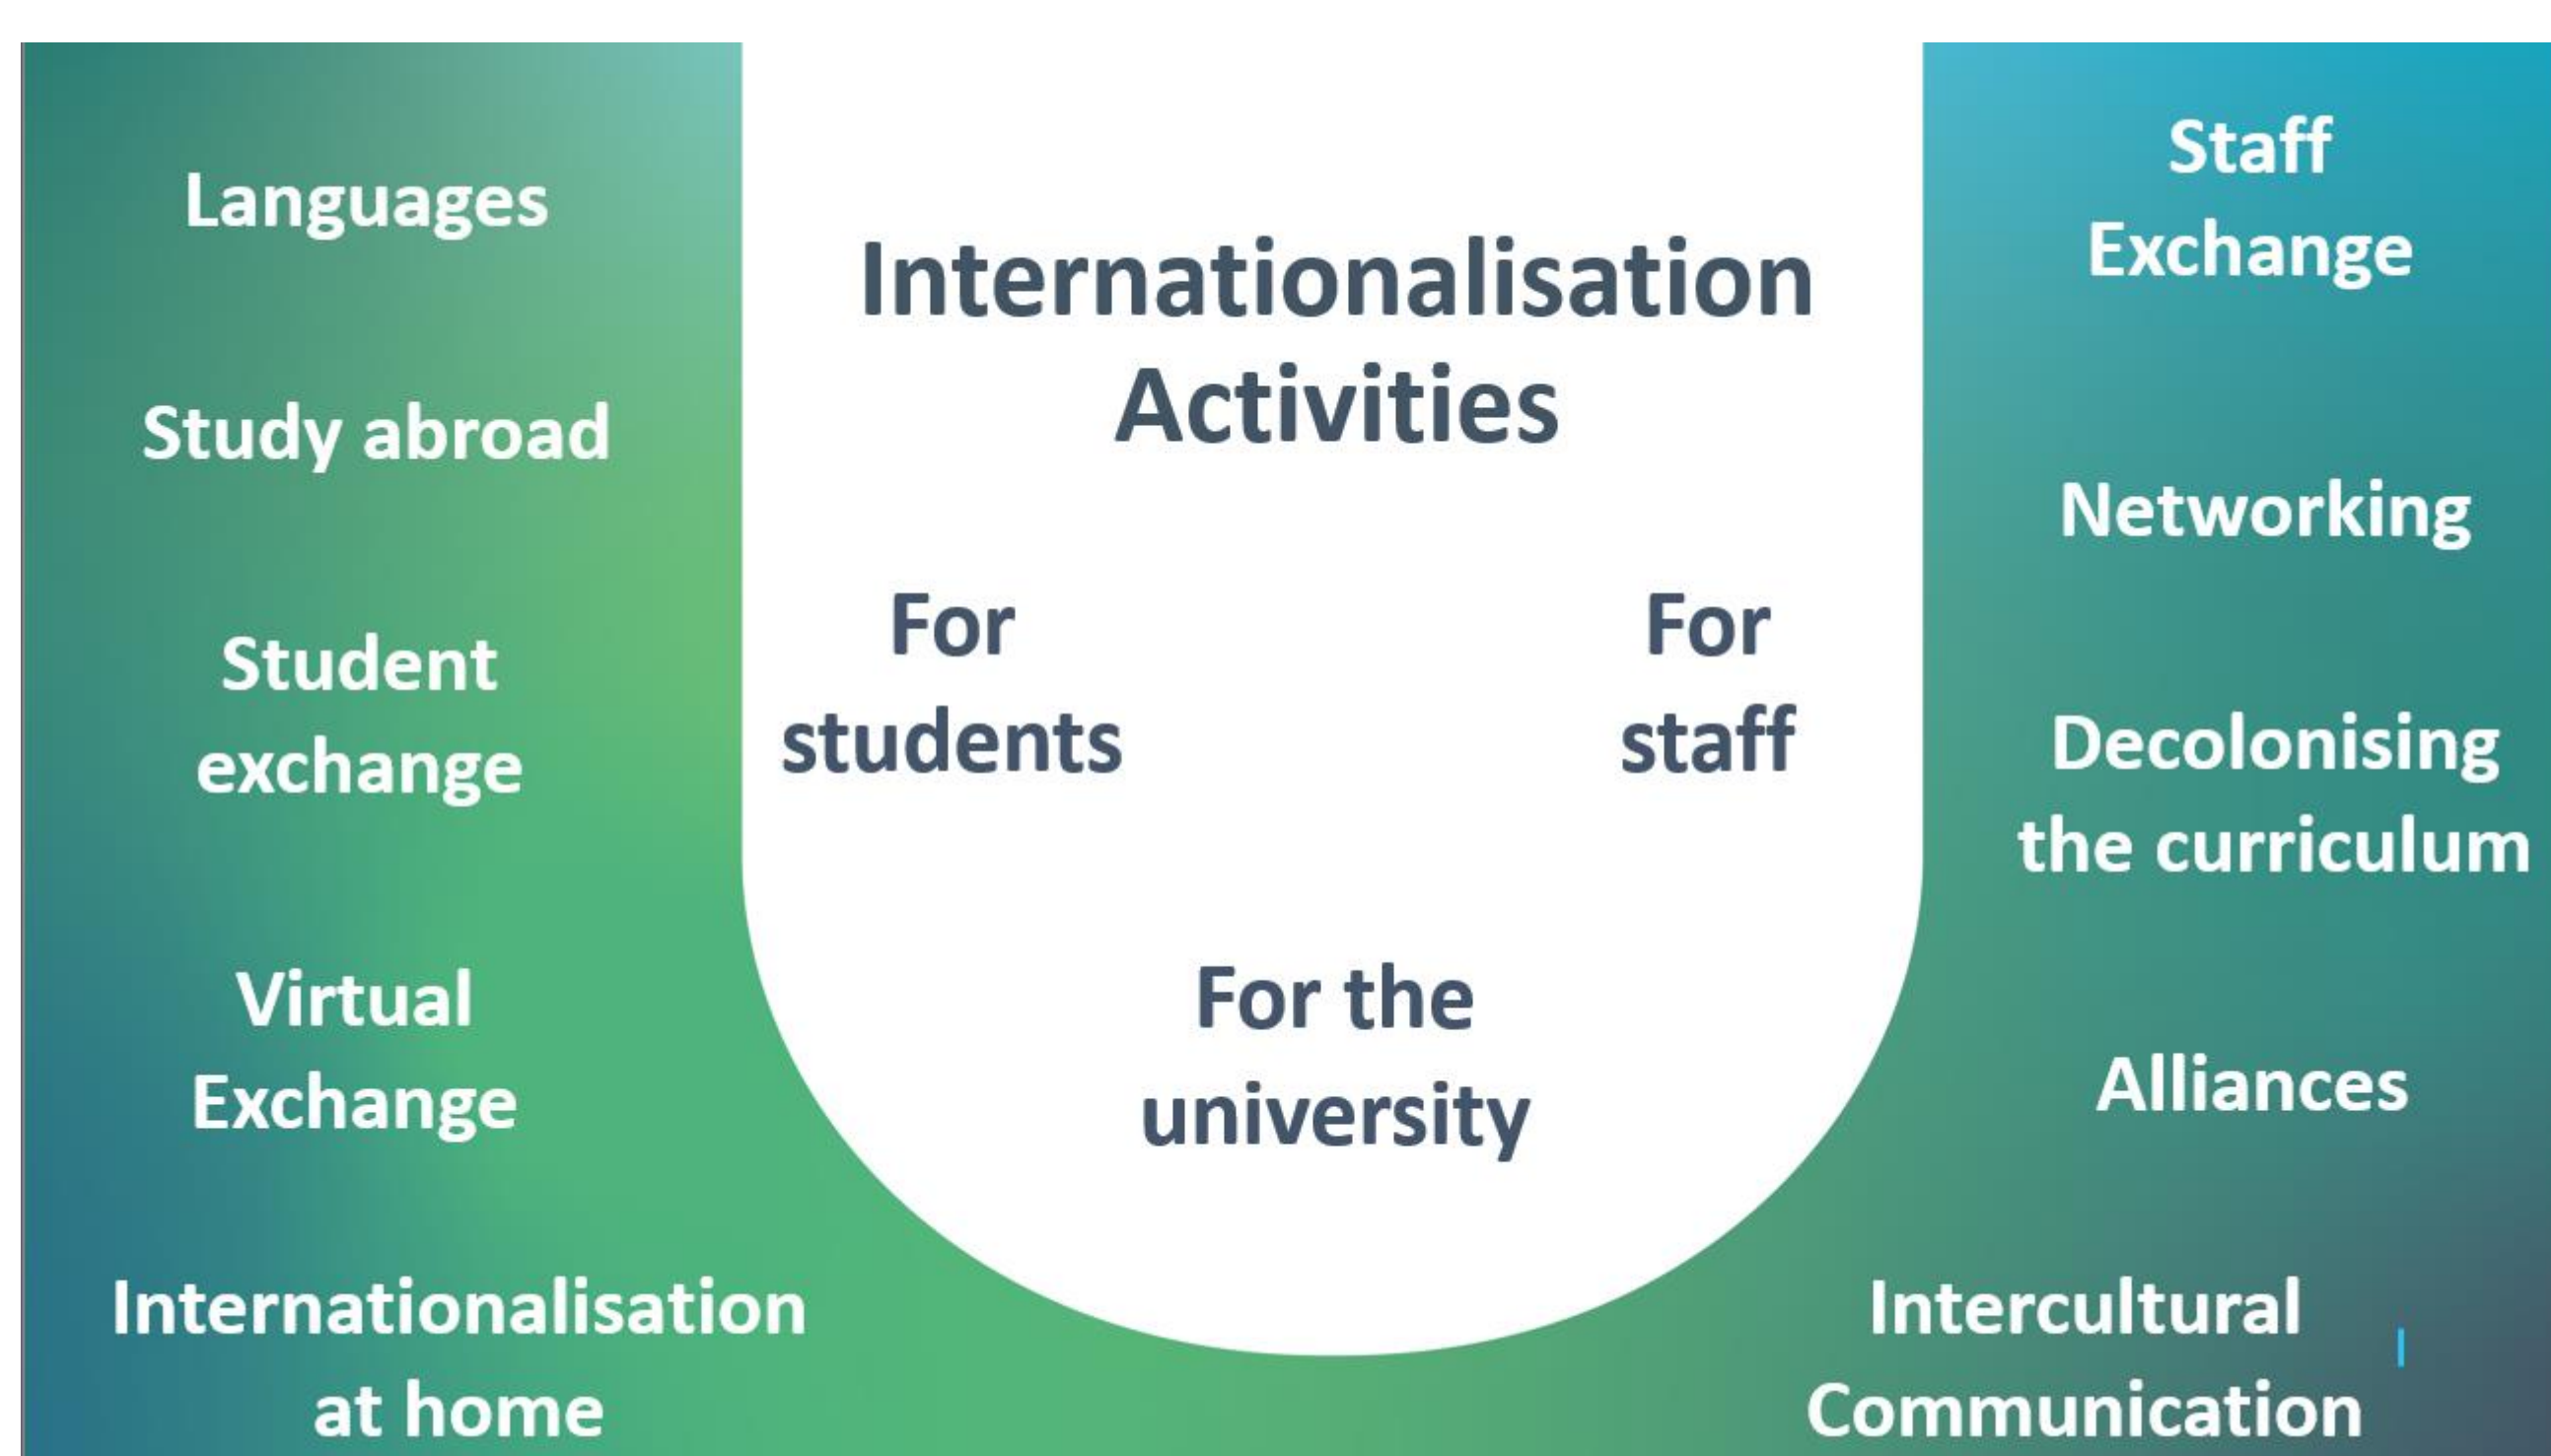 Languages
Study abroad
Student
exchange
Virtual
Exchange
Internationalisation
at home
Internationalisation
Activities
For
students
For
staff
For the
university
Staff
Exchange
Networking
Decolonising
the curriculum
Alliances
Intercultural
Communication